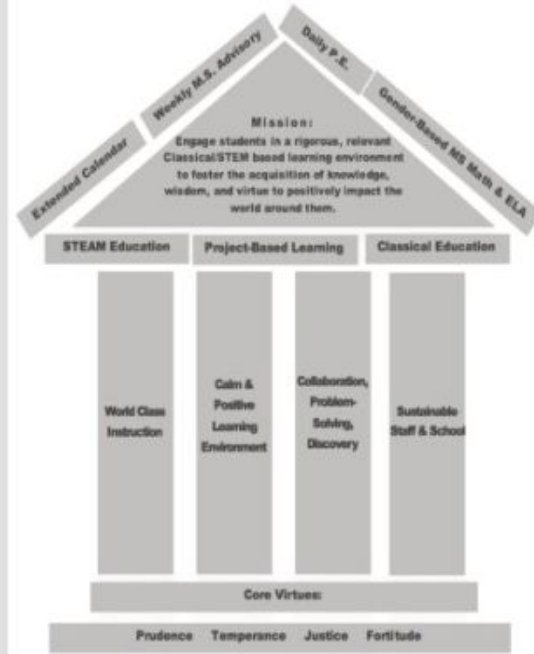 Extended Calendar
Weekly M.S. Advisory
Daily P.E.
Gender-Based MS Math & ELA
Mission:
Engage students in a rigorous, relevant
Classical/STEM based learning environment
to foster the acquisition of knowledge,
wisdom, and virtue to positively impact the
world around them.
STEAM Education
Project-Based Learning
Classical Education
World Class
Instruction
Calm &
Positive
Learning
Environment
Collaboration,
Problem-
Solving,
Discovery
Sustainable
Staff & School
Core Virtues:
Prudence Temperance Justice Fortitude